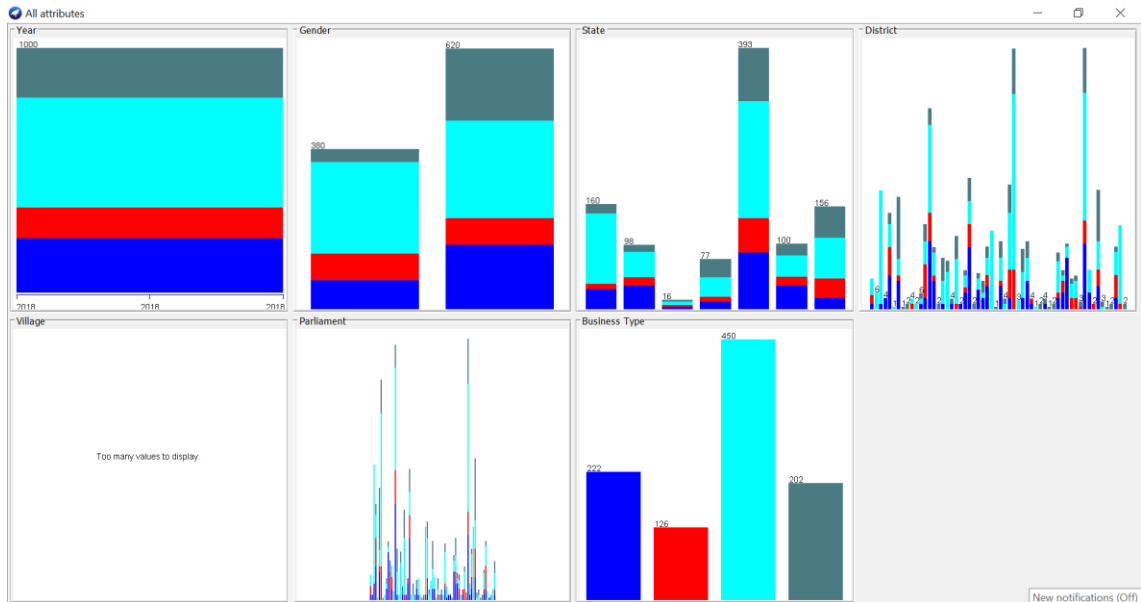 All attributes
Year
Gender
State
District
1000
380
620
160
98
16
77
393
100
156
2018
2018
2018
Village
Parliament
Business Type
Too many values to display.
222
126
450
202
New notifications (Off)